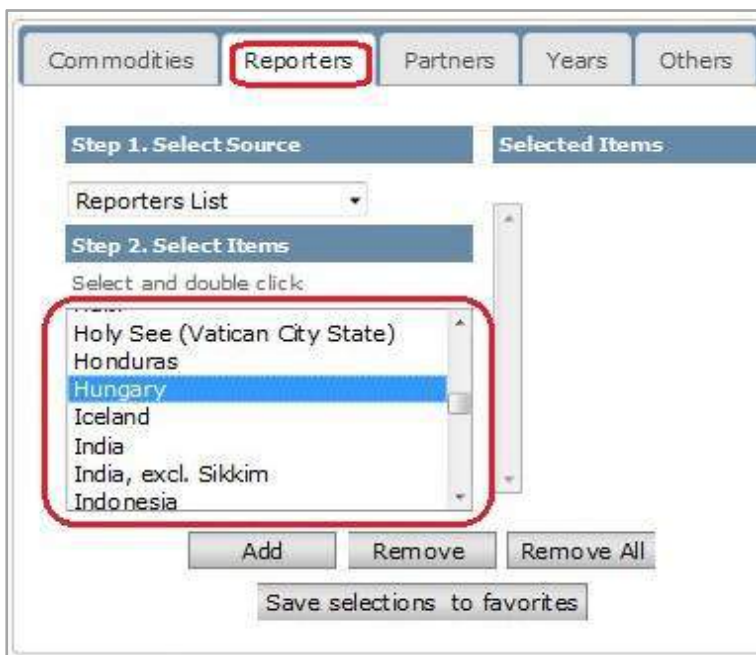 Commodities Reporters Partners Years Others
Step 1. Select Source Selected Items
Reporters List
Step 2. Select Items
Select and double click
Holy See (Vatican City State)
Honduras
Hungary
Iceland
India
India, excl. Sikkim
Indonesia
Add Remove Remove All
Save selections to favorites